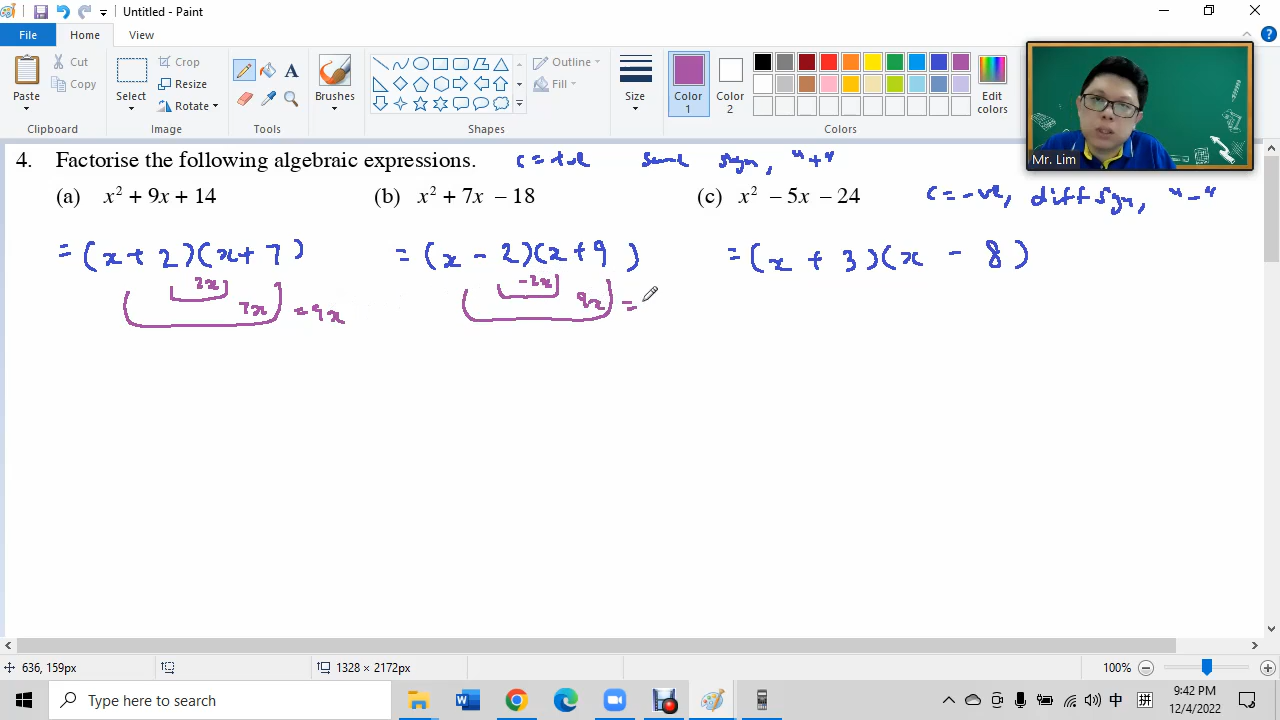 Untitled - Paint
File Home View
Paste Cut Copy Select Crop Resize Rotate Brushes Outline Fill Size Color 1 Color 2 Edit colors
Clipboard Image Tools Shapes Colors
Mr. Lim
4. Factorise the following algebraic expressions. c = +ve same sign, "+"
(a) x² + 9x + 14 (b) x² + 7x − 18 (c) x² − 5x − 24 c = -ve, diff sign, "-"
= (x + 2)(x + 7) = (x - 2)(x + 9) = (x + 3)(x - 8)
2x -2x
7x = 9x 9x =
636, 159px 1328 × 2172px 100%
Type here to search 中 拼 9:42 PM
12/4/2022